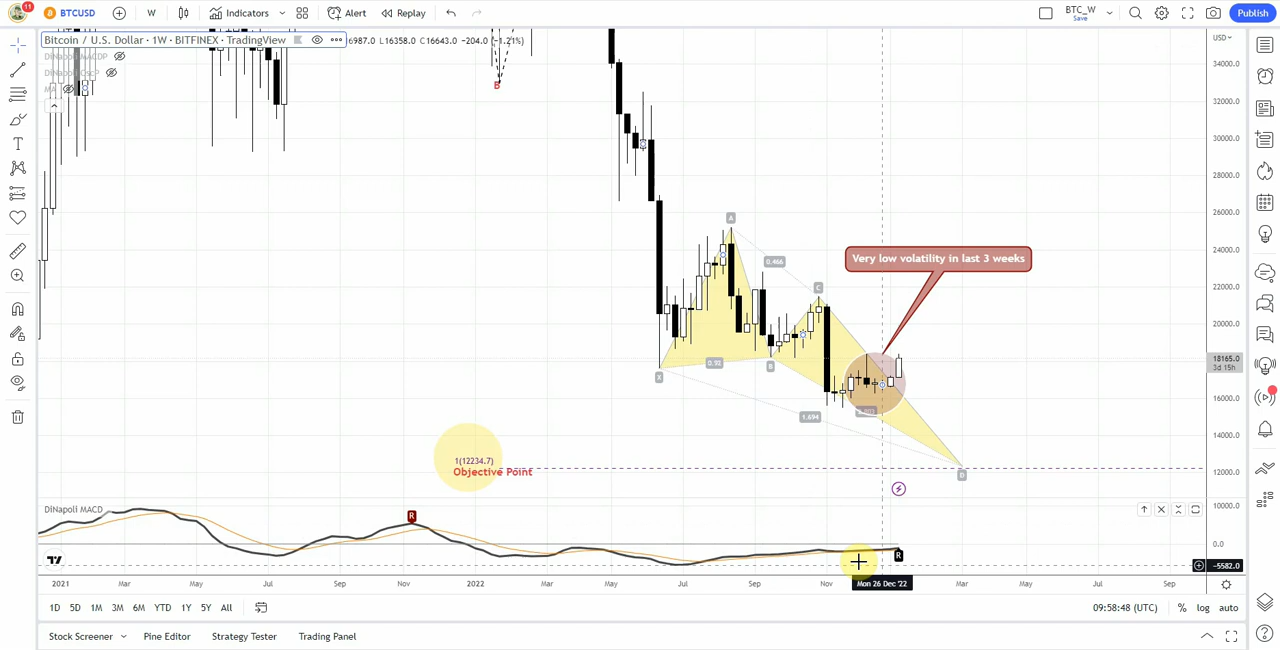 11
BTCUSD
W
Indicators
Alert
Replay
BTC_W
Save
Publish
Bitcoin / U.S. Dollar · 1W · BITFINEX · TradingView
6987.0 L16358.0 C16643.0 −204.0 (−1.21%)
MA
USD
34000.0
32000.0
30000.0
28000.0
26000.0
24000.0
22000.0
20000.0
18165.0
3d 15h
16000.0
14000.0
12000.0
10000.0
0.0
−5582.0
B
A
0.466
Very low volatility in last 3 weeks
C
0.92
X
B
1.694
D
1(12234.7)
Objective Point
DiNapoli MACD
R
R
2021
Mar
May
Jul
Sep
Nov
2022
Mar
May
Jul
Sep
Nov
Mon 26 Dec '22
Mar
May
Jul
Sep
1D 5D 1M 3M 6M YTD 1Y 5Y All
09:58:48 (UTC) % log auto
Stock Screener Pine Editor Strategy Tester Trading Panel